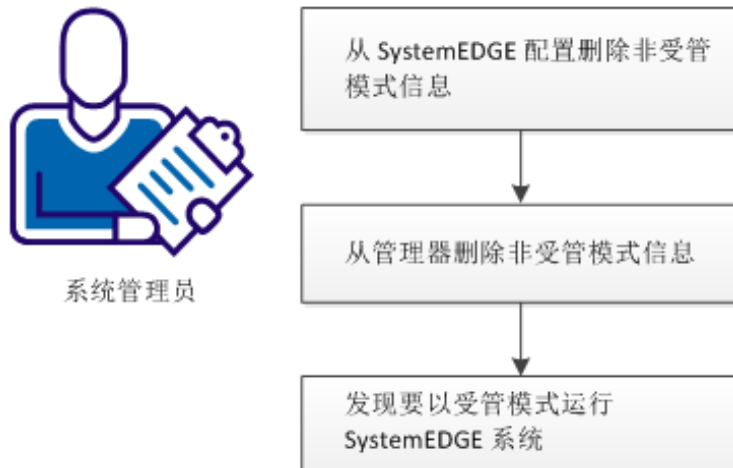 从 SystemEDGE 配置删除非受管
模式信息
从管理器删除非受管模式信息
系统管理员
发现要以受管模式运行
SystemEDGE 系统